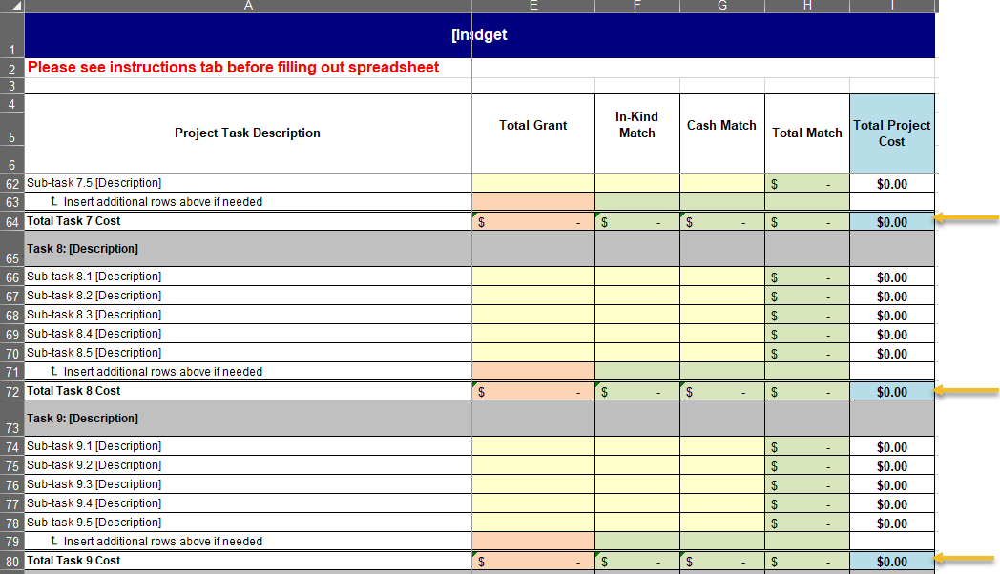 A E F G H I
1 [Insdget
2 Please see instructions tab before filling out spreadsheet
3
4
5
6
Project Task Description Total Grant In-Kind Match Cash Match Total Match Total Project Cost
62 Sub-task 7.5 [Description] $ - $0.00
63 Insert additional rows above if needed
64 Total Task 7 Cost $ - $ - $ - $ - $0.00
65 Task 8: [Description]
66 Sub-task 8.1 [Description] $ - $0.00
67 Sub-task 8.2 [Description] $ - $0.00
68 Sub-task 8.3 [Description] $ - $0.00
69 Sub-task 8.4 [Description] $ - $0.00
70 Sub-task 8.5 [Description] $ - $0.00
71 Insert additional rows above if needed
72 Total Task 8 Cost $ - $ - $ - $ - $0.00
73 Task 9: [Description]
74 Sub-task 9.1 [Description] $ - $0.00
75 Sub-task 9.2 [Description] $ - $0.00
76 Sub-task 9.3 [Description] $ - $0.00
77 Sub-task 9.4 [Description] $ - $0.00
78 Sub-task 9.5 [Description] $ - $0.00
79 Insert additional rows above if needed
80 Total Task 9 Cost $ - $ - $ - $ - $0.00